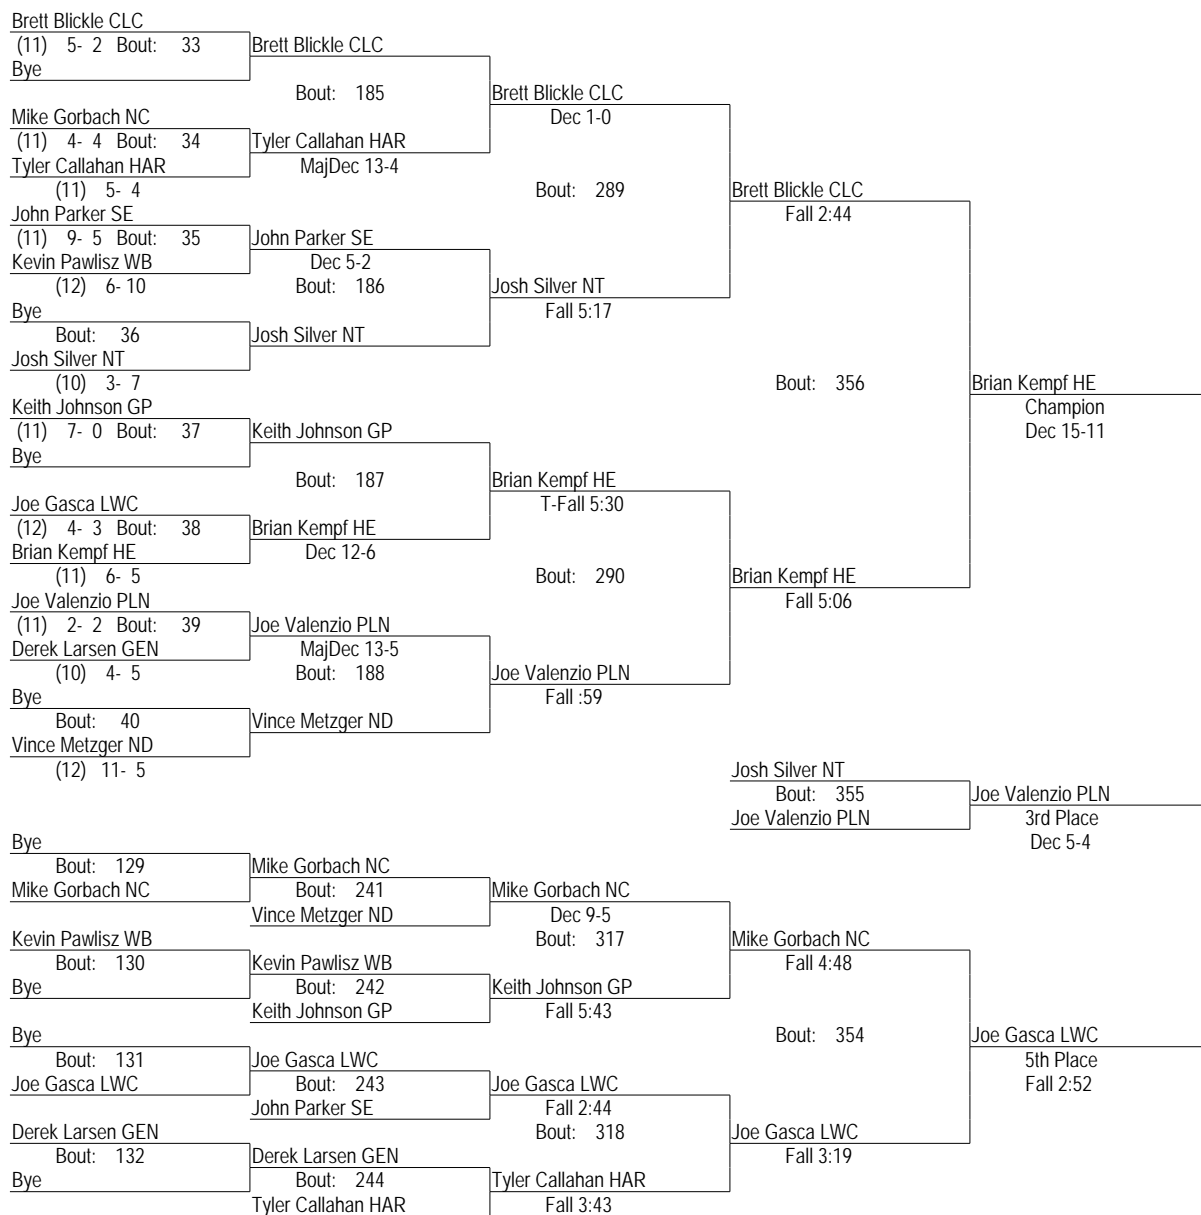 Brett Blickle CLC
(11) 5- 2 Bout: 33 Brett Blickle CLC
Bye
Bout: 185 Brett Blickle CLC
Mike Gorbach NC Dec 1-0
(11) 4- 4 Bout: 34 Tyler Callahan HAR
Tyler Callahan HAR MajDec 13-4
(11) 5- 4 Bout: 289 Brett Blickle CLC
John Parker SE Fall 2:44
(11) 9- 5 Bout: 35 John Parker SE
Kevin Pawlisz WB Dec 5-2
(12) 6- 10 Bout: 186 Josh Silver NT
Bye Fall 5:17
Bout: 36 Josh Silver NT
Josh Silver NT
(10) 3- 7 Bout: 356 Brian Kempf HE
Keith Johnson GP Champion
(11) 7- 0 Bout: 37 Keith Johnson GP Dec 15-11
Bye
Bout: 187 Brian Kempf HE
Joe Gasca LWC T-Fall 5:30
(12) 4- 3 Bout: 38 Brian Kempf HE
Brian Kempf HE Dec 12-6
(11) 6- 5 Bout: 290 Brian Kempf HE
Joe Valenzio PLN Fall 5:06
(11) 2- 2 Bout: 39 Joe Valenzio PLN
Derek Larsen GEN MajDec 13-5
(10) 4- 5 Bout: 188 Joe Valenzio PLN
Bye Fall :59
Bout: 40 Vince Metzger ND
Vince Metzger ND
(12) 11- 5 Josh Silver NT
Bout: 355 Joe Valenzio PLN
Joe Valenzio PLN 3rd Place
Bye Dec 5-4
Bout: 129 Mike Gorbach NC
Mike Gorbach NC Bout: 241 Mike Gorbach NC
Vince Metzger ND Dec 9-5
Kevin Pawlisz WB Bout: 317 Mike Gorbach NC
Bout: 130 Kevin Pawlisz WB Fall 4:48
Bye Bout: 242 Keith Johnson GP
Keith Johnson GP Fall 5:43
Bye Bout: 354 Joe Gasca LWC
Bout: 131 Joe Gasca LWC 5th Place
Joe Gasca LWC Bout: 243 Joe Gasca LWC Fall 2:52
John Parker SE Fall 2:44
Derek Larsen GEN Bout: 318 Joe Gasca LWC
Bout: 132 Derek Larsen GEN Fall 3:19
Bye Bout: 244 Tyler Callahan HAR
Tyler Callahan HAR Fall 3:43